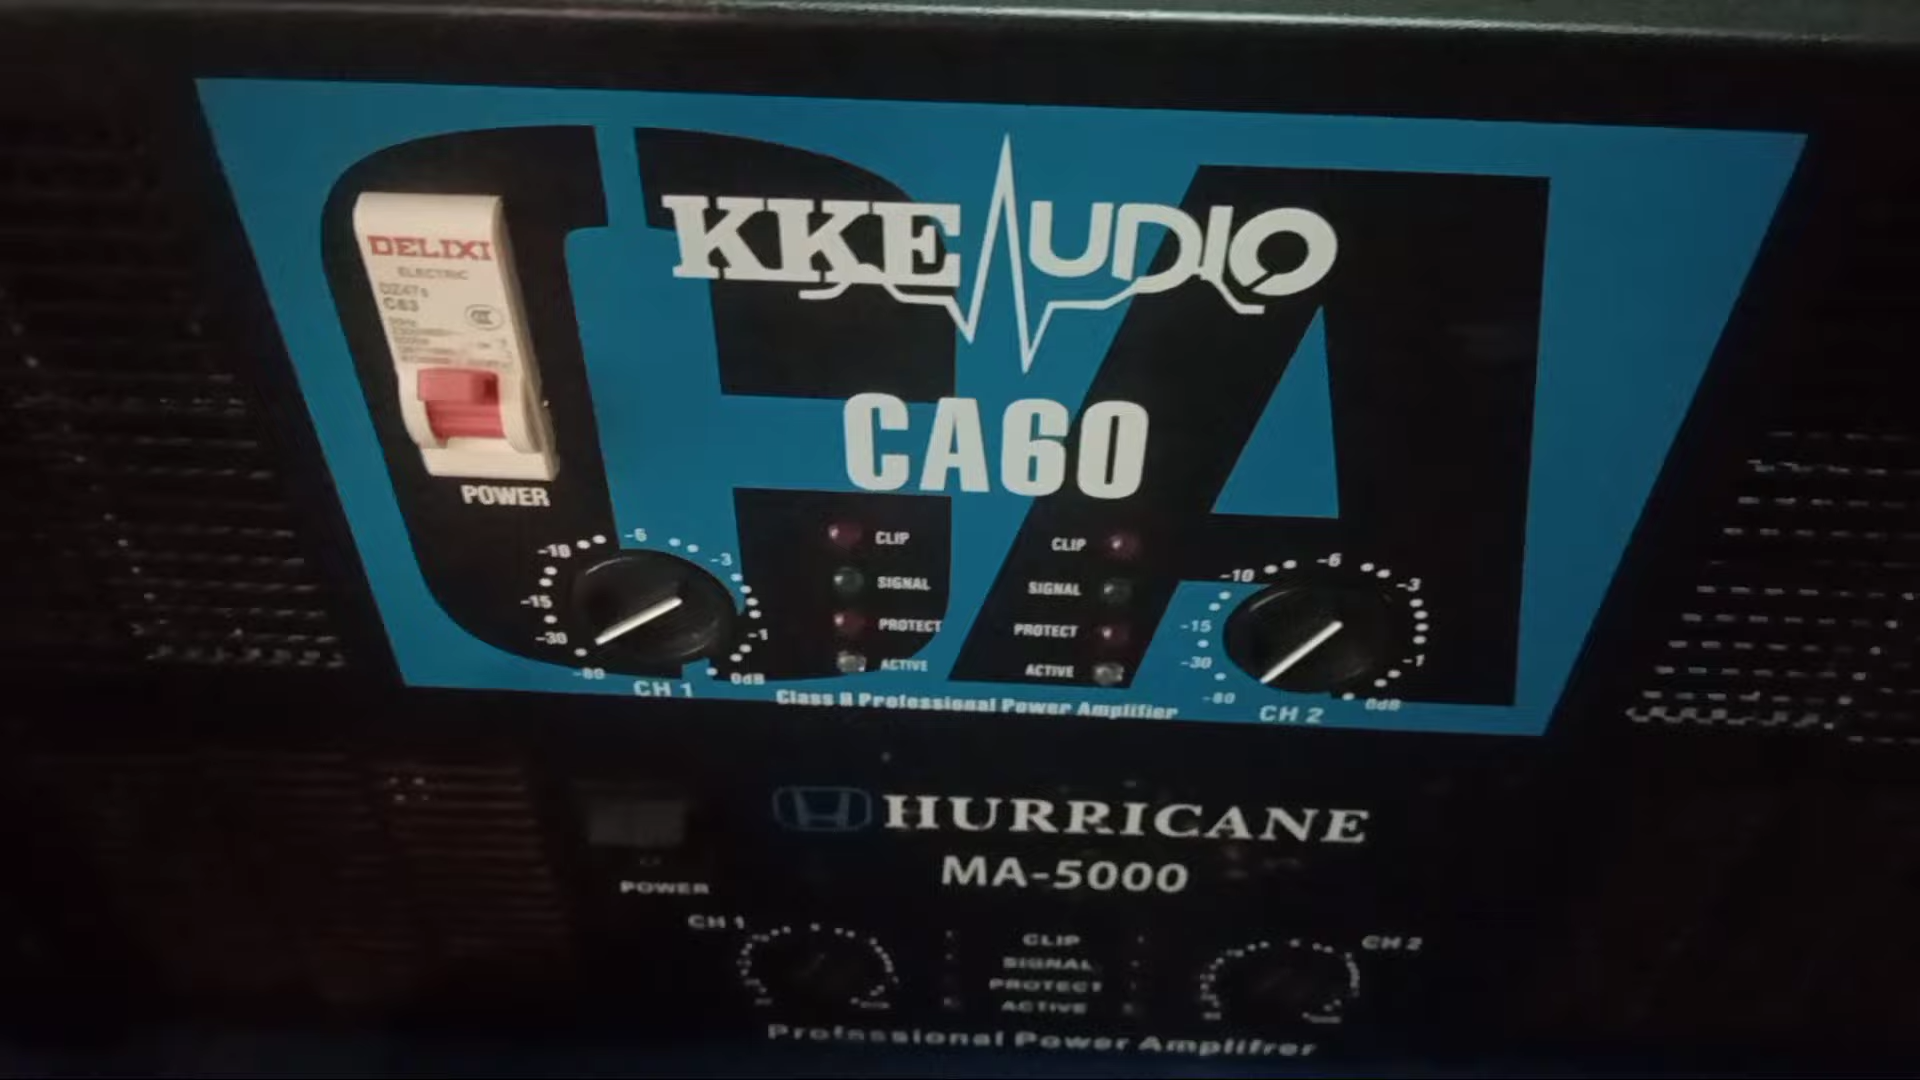 KKEAUDIO
DELIXI
ELECTRIC
DZ47s
C63
CA60
POWER
-80 -30 -15 -10 -6 -3 -1 0dB
CH 1
CLIP
SIGNAL
PROTECT
ACTIVE
CLIP
SIGNAL
PROTECT
ACTIVE
-80 -30 -15 -10 -6 -3 -1 0dB
CH 2
Class H Professional Power Amplifier
HURRICANE
MA-5000
POWER
CH 1
CLIP
SIGNAL
PROTECT
ACTIVE
CH 2
Professional Power Amplifrer